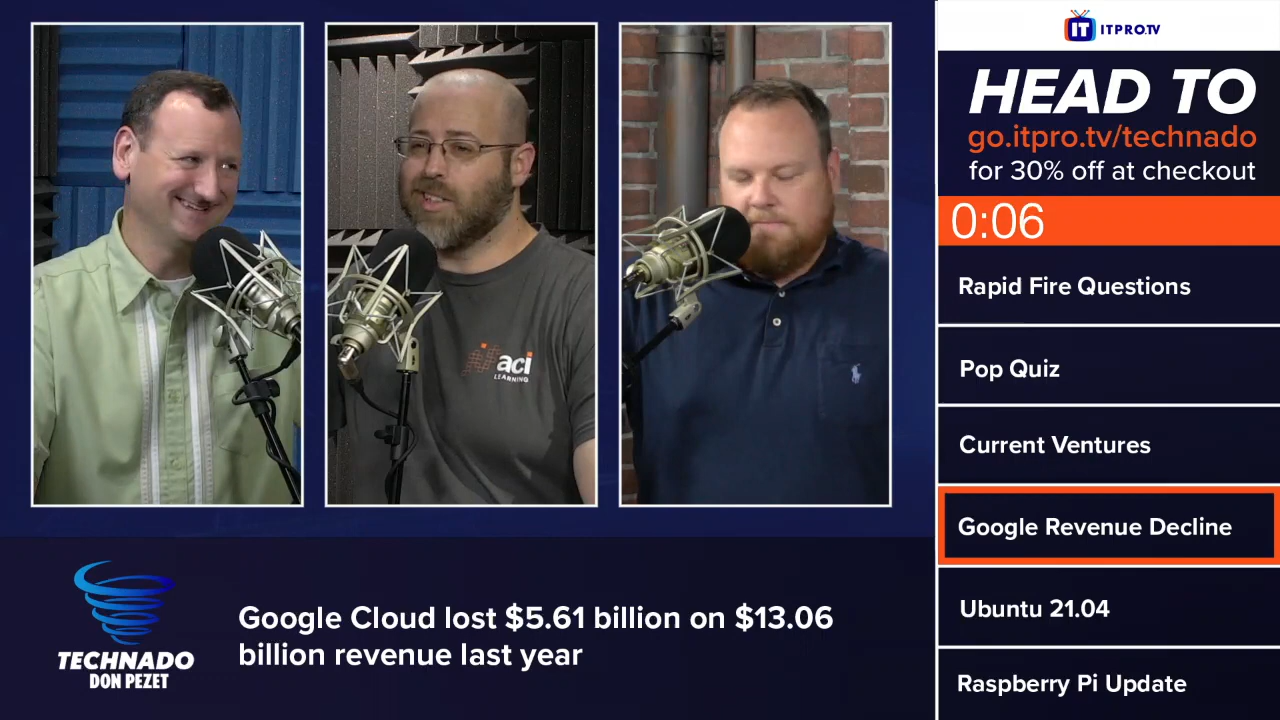 IT ITPRO.TV
HEAD TO
go.itpro.tv/technado
for 30% off at checkout
0:06
Rapid Fire Questions
Pop Quiz
Current Ventures
Google Revenue Decline
Ubuntu 21.04
Raspberry Pi Update
aci
LEARNING
Google Cloud lost $5.61 billion on $13.06
billion revenue last year
TECHNADO
DON PEZET